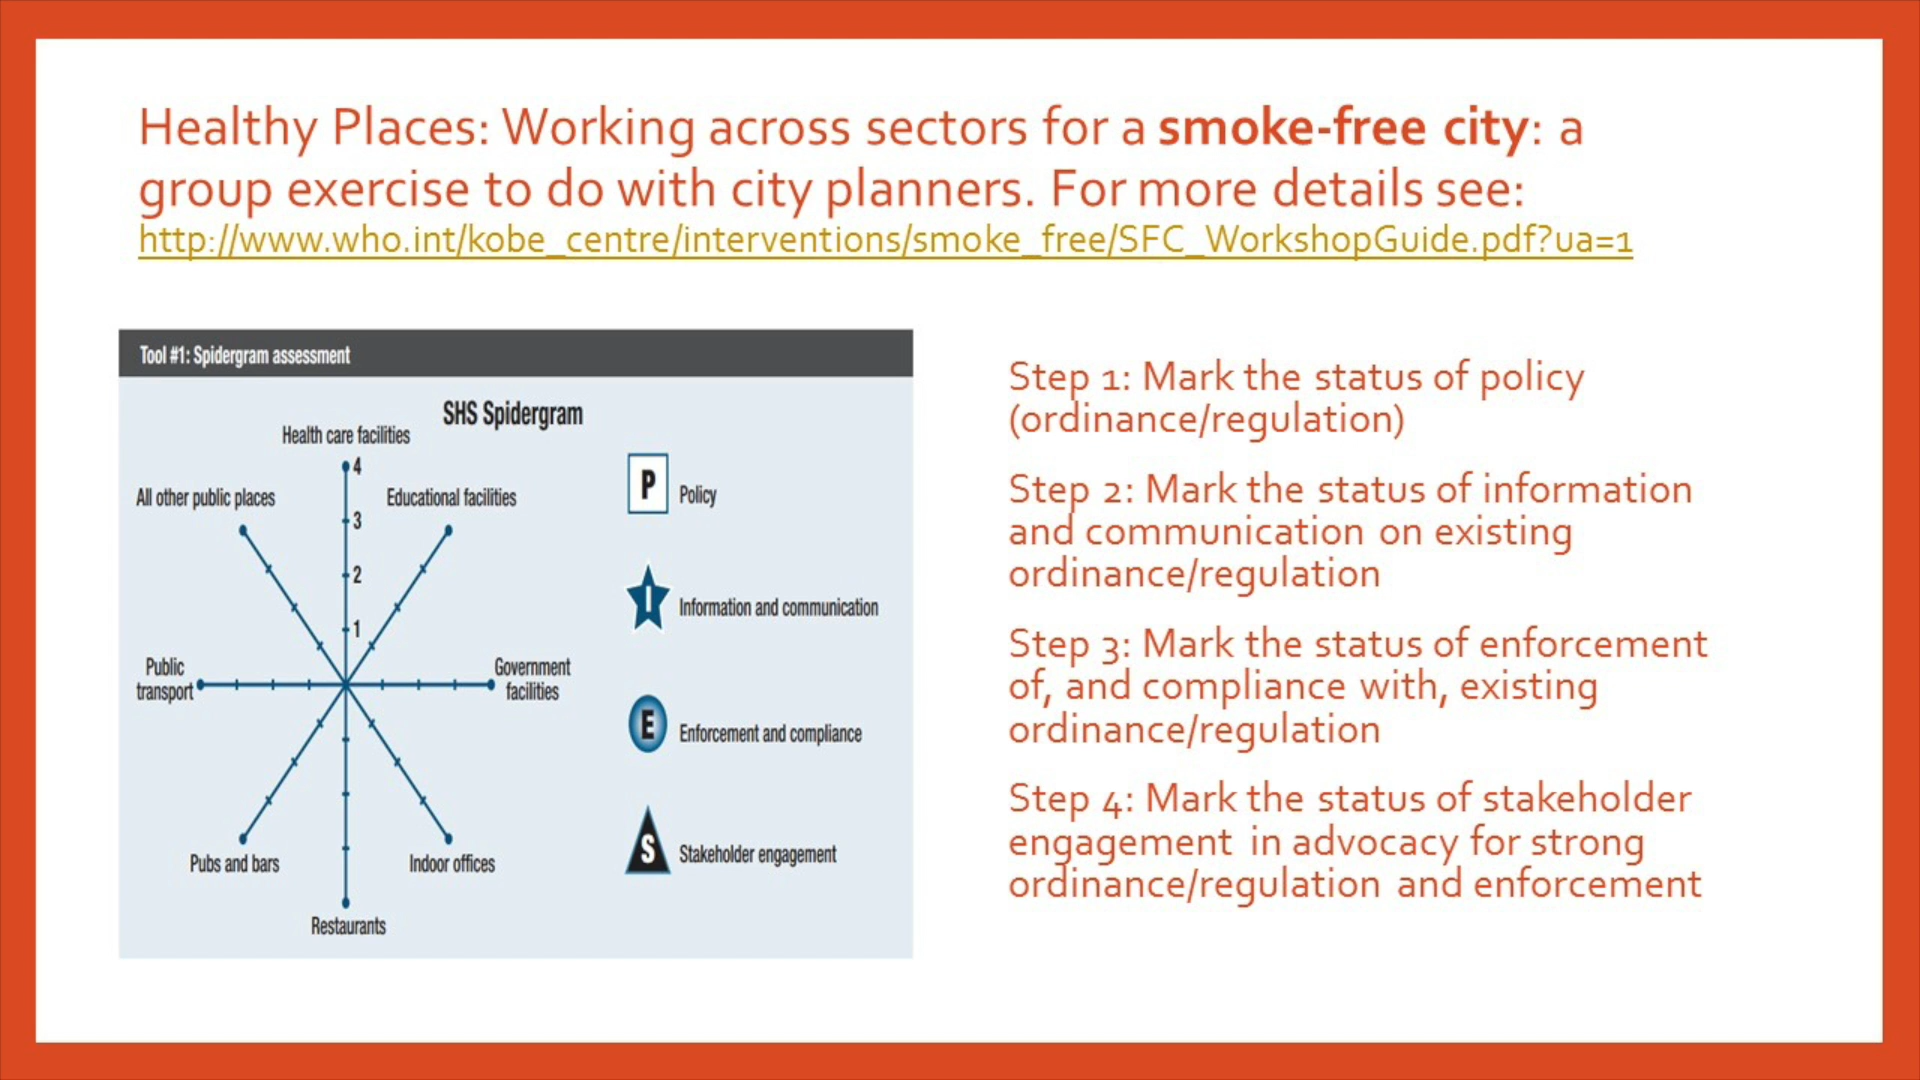 Healthy Places: Working across sectors for a smoke-free city: a
group exercise to do with city planners. For more details see:
http://www.who.int/kobe_centre/interventions/smoke_free/SFC_WorkshopGuide.pdf?ua=1
Tool #1: Spidergram assessment
SHS Spidergram
Health care facilities
4
All other public places
Educational facilities
3
2
1
Public
transport
Government
facilities
Pubs and bars
Indoor offices
Restaurants
P Policy
I Information and communication
E Enforcement and compliance
S Stakeholder engagement
Step 1: Mark the status of policy
(ordinance/regulation)
Step 2: Mark the status of information
and communication on existing
ordinance/regulation
Step 3: Mark the status of enforcement
of, and compliance with, existing
ordinance/regulation
Step 4: Mark the status of stakeholder
engagement in advocacy for strong
ordinance/regulation and enforcement